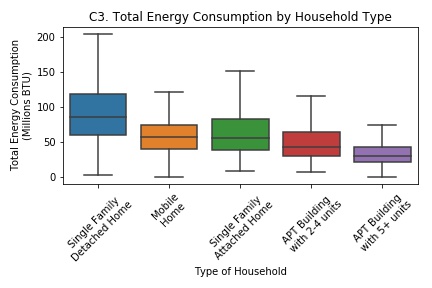 C3. Total Energy Consumption by Household Type
Total Energy Consumption
(Millions BTU)
200
150
100
50
0
Single Family
Detached Home
Mobile
Home
Single Family
Attached Home
APT Building
with 2-4 units
APT Building
with 5+ units
Type of Household